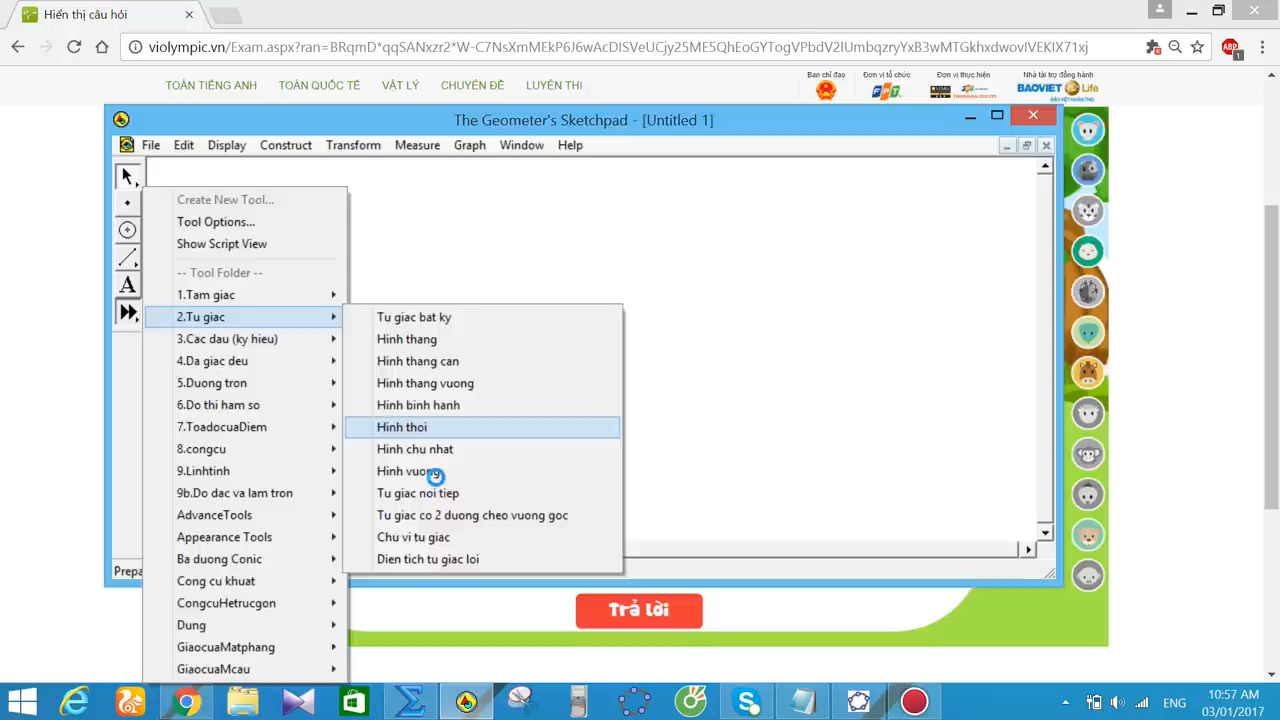 Hiển thị câu hỏi
violympic.vn/Exam.aspx?ran=BRqmD*qqSANxzr2*W-C7NsXnMEkP6J6wAcDISVeUCjy25ME5QhEoGYTogVPbdV2lUmbqzryYxB3wMTGkhxdwovlVEKIX71xj
ABP
1
TOÁN TIẾNG ANH
TOÁN QUỐC TẾ
VẬT LÝ
CHUYÊN ĐỀ
LUYỆN THI
Ban chỉ đạo
Đơn vị tổ chức
Đơn vị thực hiện
Nhà tài trợ đồng hành
FPT
BAOVIET Life
The Geometer's Sketchpad - [Untitled 1]
File Edit Display Construct Transform Measure Graph Window Help
A
Create New Tool...
Tool Options...
Show Script View
-- Tool Folder --
1.Tam giac
2.Tu giac
3.Cac dau (ky hieu)
4.Da giac deu
5.Duong tron
6.Do thi ham so
7.ToadocuaDiem
8.congcu
9.Linhtinh
9b.Do dac va lam tron
AdvanceTools
Appearance Tools
Ba duong Conic
Cong cu khuat
CongcuHetrucgon
Dung
GiaocuaMatphang
GiaocuaMcau
Tu giac bat ky
Hinh thang
Hinh thang can
Hinh thang vuong
Hinh binh hanh
Hinh thoi
Hinh chu nhat
Hinh vuong
Tu giac noi tiep
Tu giac co 2 duong cheo vuong goc
Chu vi tu giac
Dien tich tu giac loi
Prepa
Trả lời
ENG
10:57 AM
03/01/2017